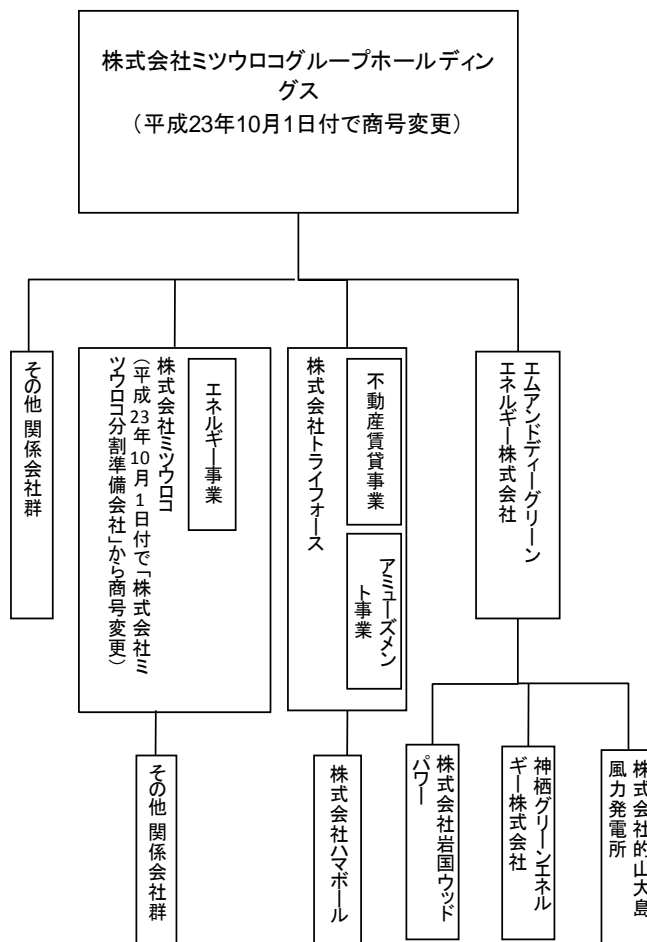 株式会社ミツウロコグループホールディン
グス
（平成23年10月1日付で商号変更）
その他 関係会社群
株式会社ミツウロコ
（平成23年10月1日付で「株式会社ミ
ツウロコ分割準備会社」から商号変更）
エネルギー事業
株式会社トライフォース
不動産賃貸事業
アミューズメン
ト事業
エムアンドディーグリーン
エネルギー株式会社
その他 関係会社群
株式会社ハマボール
株式会社岩国ウッド
パワー
神栖グリーンエネル
ギー株式会社
株式会社的山大島
風力発電所